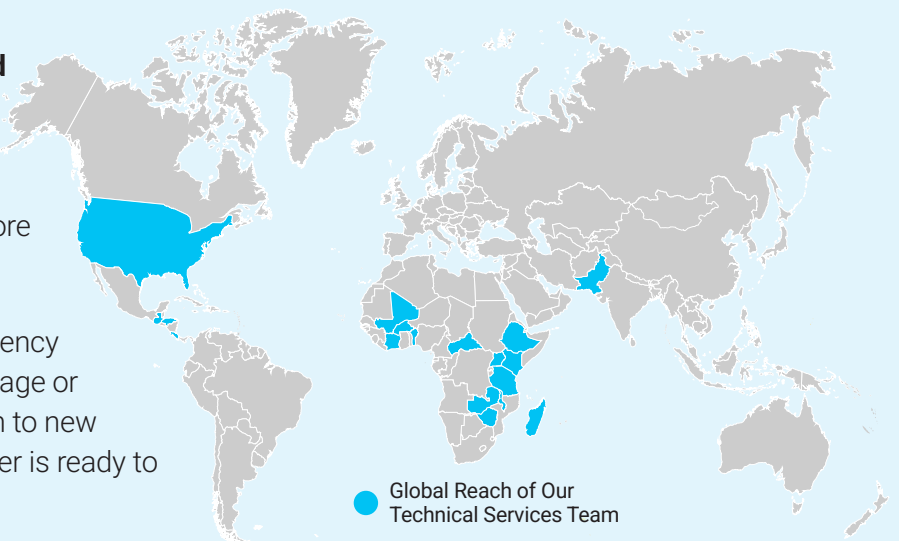 d
ore
ency
age or
n to new
er is ready to
Global Reach of Our
Technical Services Team